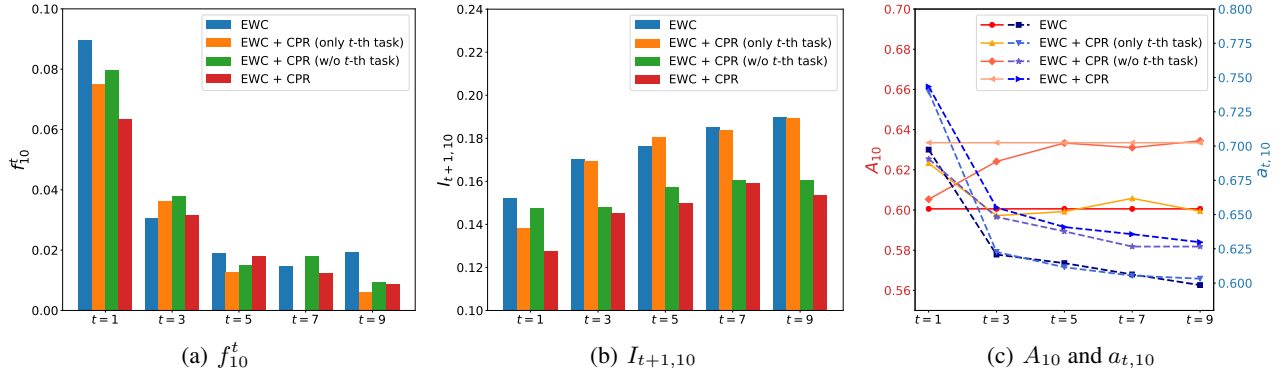 0.10
0.08
0.06
0.04
0.02
0.00
f^t_10
t = 1
t = 3
t = 5
t = 7
t = 9
EWC
EWC + CPR (only t-th task)
EWC + CPR (w/o t-th task)
EWC + CPR
(a) f^t_10
0.24
0.22
0.20
0.18
0.16
0.14
0.12
0.10
I_t+1,10
t = 1
t = 3
t = 5
t = 7
t = 9
EWC
EWC + CPR (only t-th task)
EWC + CPR (w/o t-th task)
EWC + CPR
(b) I_t+1,10
0.70
0.68
0.66
0.64
0.62
0.60
0.58
0.56
A_10
t = 1
t = 3
t = 5
t = 7
t = 9
EWC
EWC + CPR (only t-th task)
EWC + CPR (w/o t-th task)
EWC + CPR
0.800
0.775
0.750
0.725
0.700
0.675
0.650
0.625
0.600
a_t,10
(c) A_10 and a_t,10